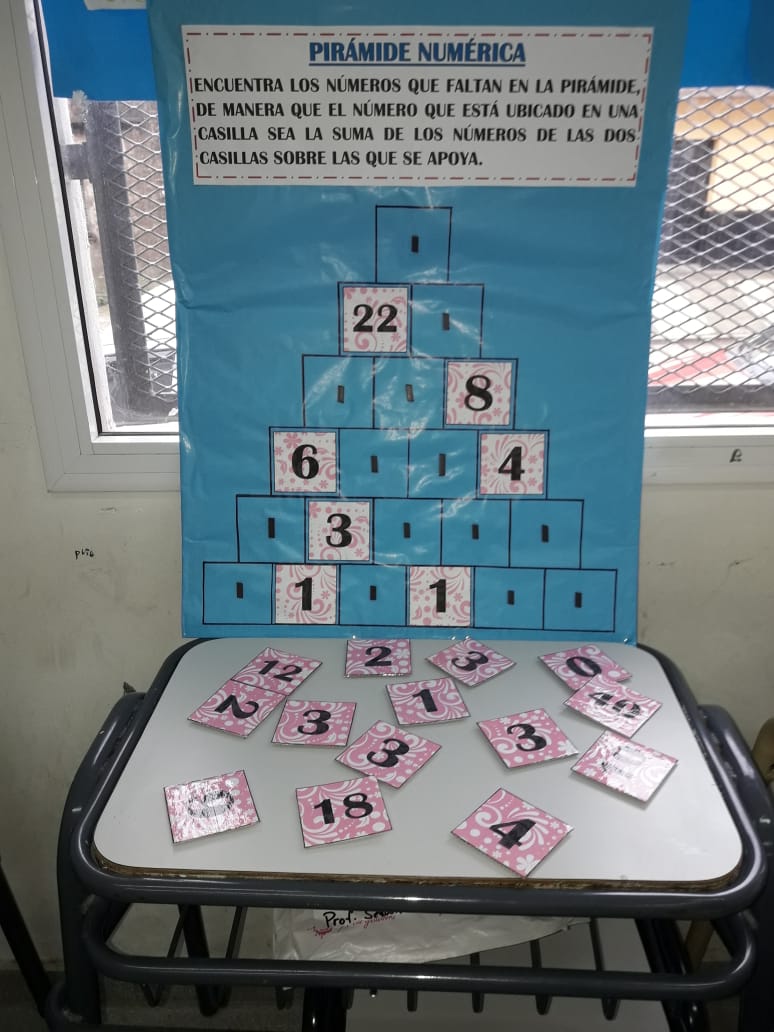 PIRÁMIDE NUMÉRICA
ENCUENTRA LOS NÚMEROS QUE FALTAN EN LA PIRÁMIDE,
DE MANERA QUE EL NÚMERO QUE ESTÁ UBICADO EN UNA
CASILLA SEA LA SUMA DE LOS NÚMEROS DE LAS DOS
CASILLAS SOBRE LAS QUE SE APOYA.
22
8
6 4
3
1 1
12 2 3 0
2 3 1 40
3 3
18 4
Prof.